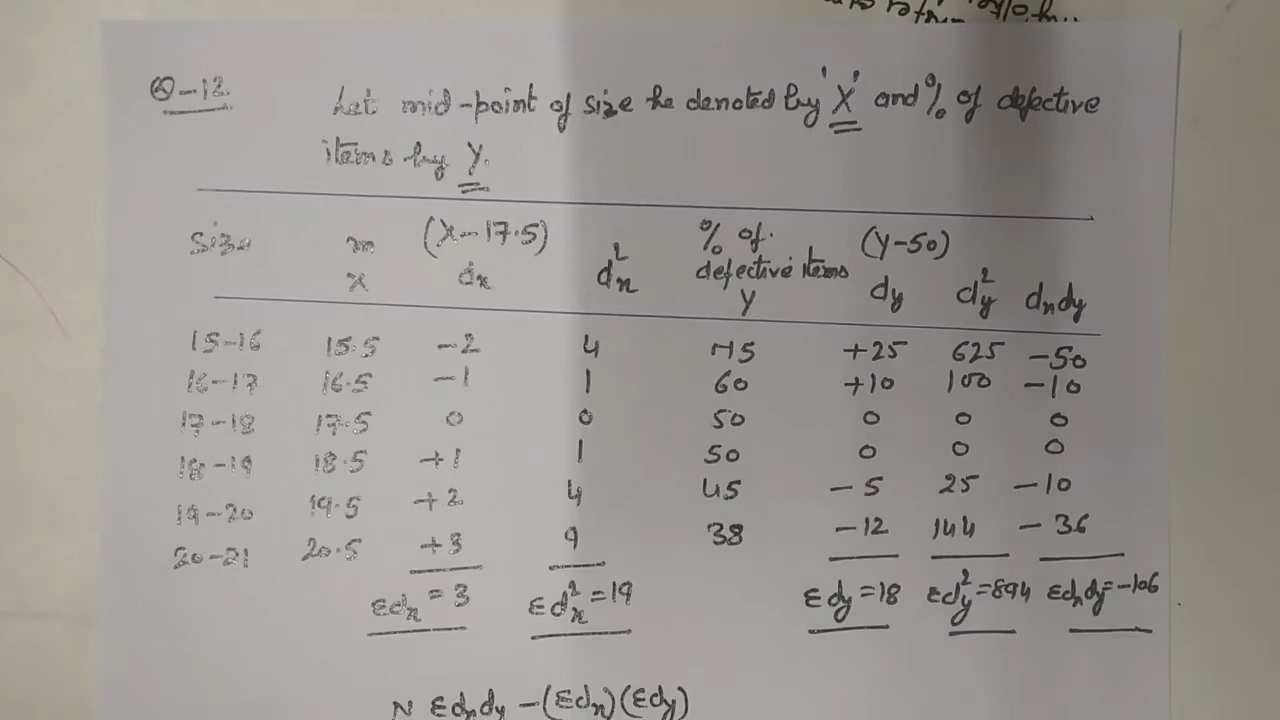 Q-12
Let mid-point of size be denoted by 'X' and % of defective
items by Y.
Size m (X-17.5) % of (Y-50)
x dx d²x defective items dy d²y dxdy
Y
15-16 15.5 -2 4 75 +25 625 -50
16-17 16.5 -1 1 60 +10 100 -10
17-18 17.5 0 0 50 0 0 0
18-19 18.5 +1 1 50 0 0 0
19-20 19.5 +2 4 45 -5 25 -10
20-21 20.5 +3 9 38 -12 144 -36
Σdx = 3 Σd²x = 19 Σdy = 18 Σd²y = 894 Σdxdy = -106
N Σdxdy - (Σdx)(Σdy)